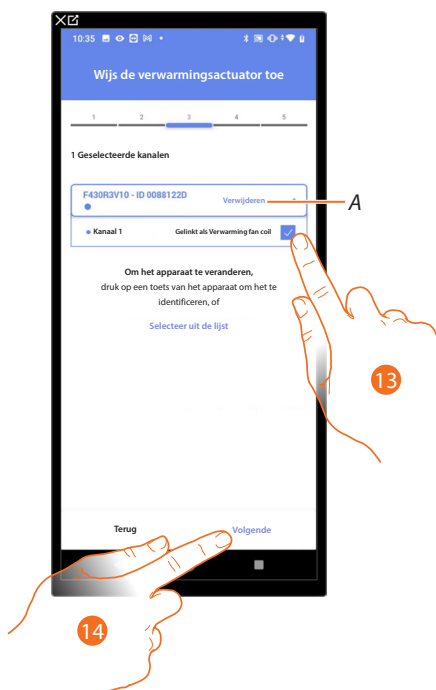 10:35
Wijs de verwarmingsactuator toe
1 2 3 4 5
1 Geselecteerde kanalen
F430R3V10 - ID 0088122D
Verwijderen
A
Kanaal 1
Gelinkt als Verwarming fan coil
Om het apparaat te veranderen,
druk op een toets van het apparaat om het te
identificeren, of
Selecteer uit de lijst
13
Terug
Volgende
14